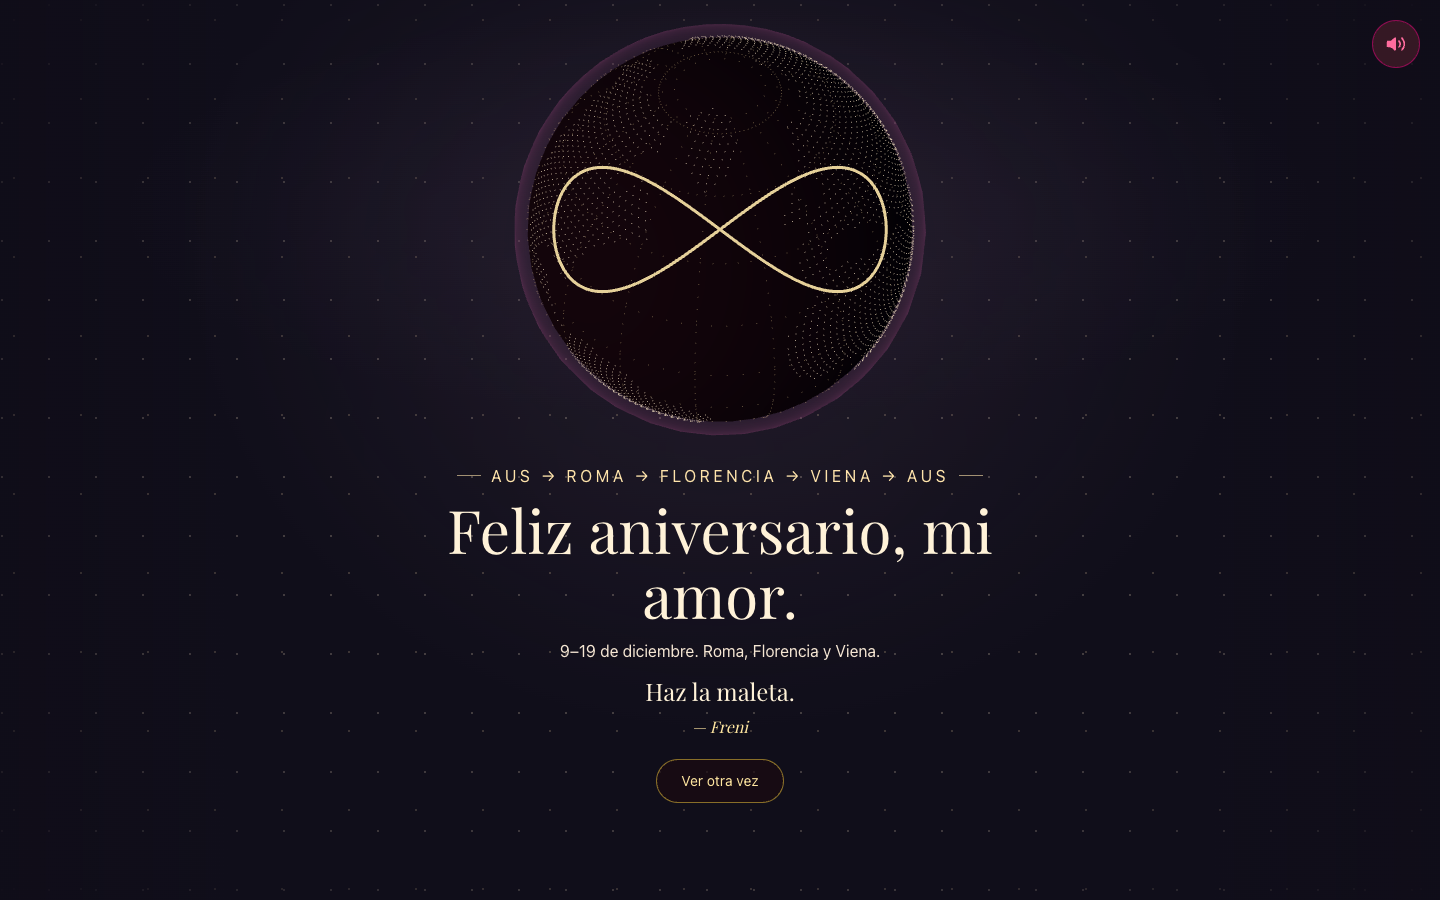 AUS → ROMA → FLORENCIA → VIENA → AUS
Feliz aniversario, mi
amor.
9–19 de diciembre. Roma, Florencia y Viena.
Haz la maleta.
— Freni
Ver otra vez